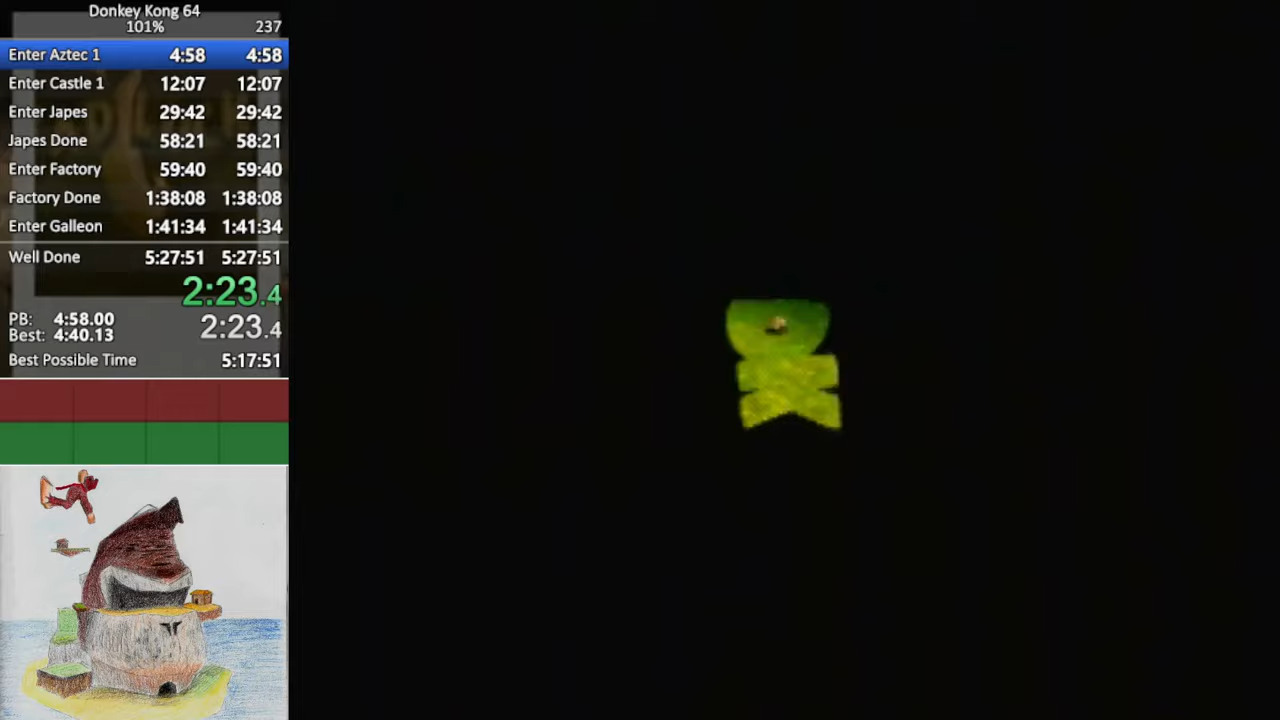 Donkey Kong 64
101% 237
Enter Aztec 1 4:58 4:58
Enter Castle 1 12:07 12:07
Enter Japes 29:42 29:42
Japes Done 58:21 58:21
Enter Factory 59:40 59:40
Factory Done 1:38:08 1:38:08
Enter Galleon 1:41:34 1:41:34
Well Done 5:27:51 5:27:51
2:23.4
PB: 4:58.00
Best: 4:40.13 2:23.4
Best Possible Time 5:17:51